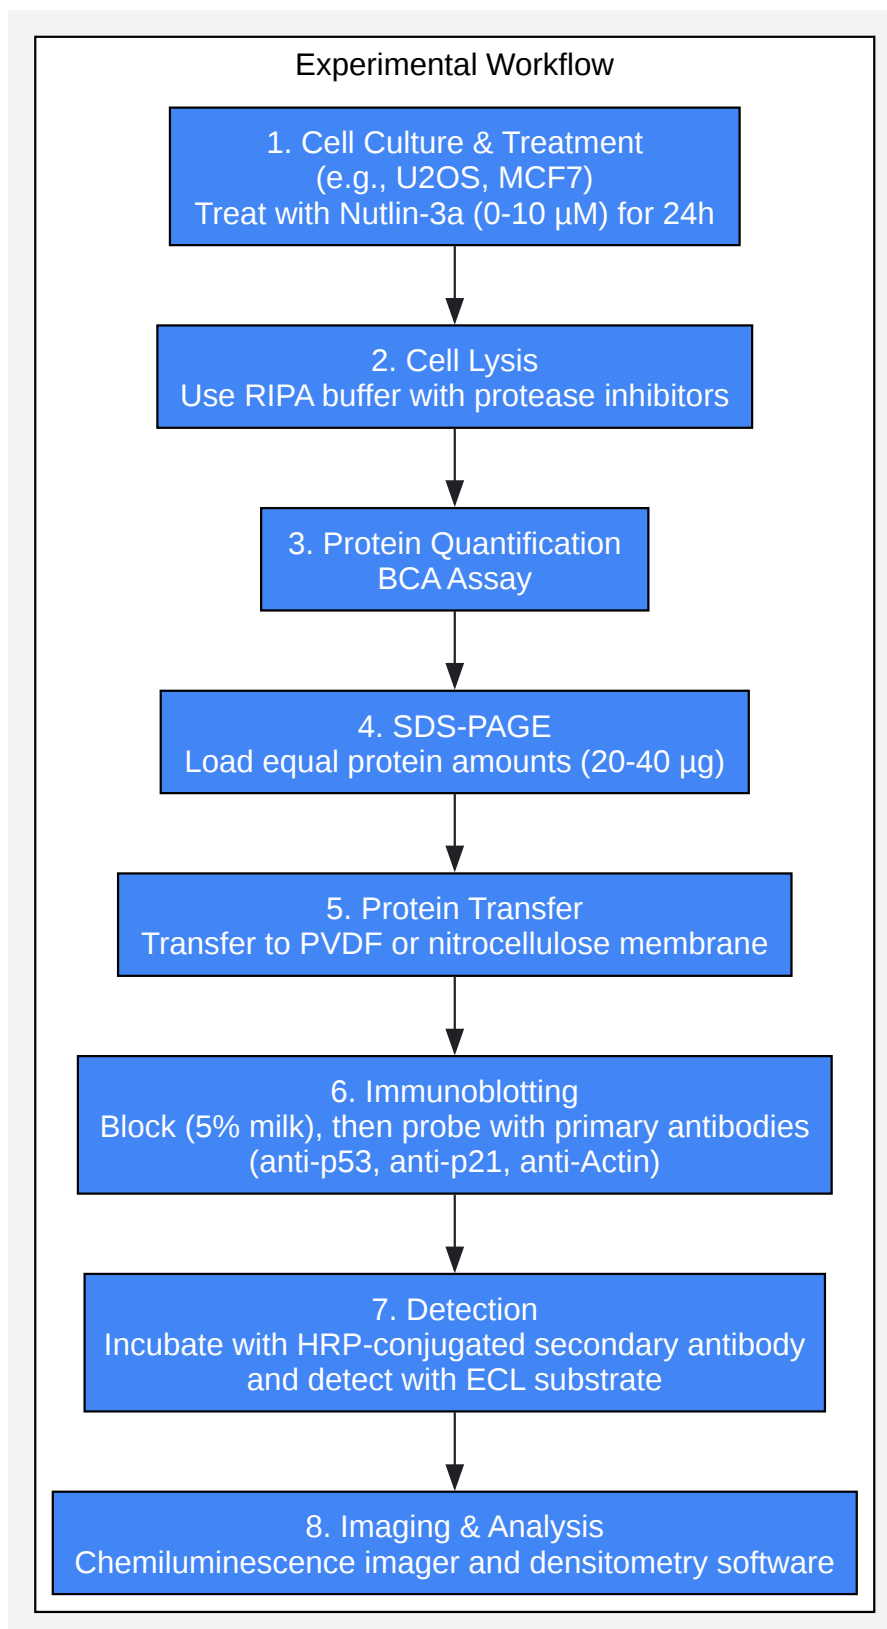 Experimental Workflow
1. Cell Culture & Treatment
(e.g., U2OS, MCF7)
Treat with Nutlin-3a (0-10 µM) for 24h
2. Cell Lysis
Use RIPA buffer with protease inhibitors
3. Protein Quantification
BCA Assay
4. SDS-PAGE
Load equal protein amounts (20-40 µg)
5. Protein Transfer
Transfer to PVDF or nitrocellulose membrane
6. Immunoblotting
Block (5% milk), then probe with primary antibodies
(anti-p53, anti-p21, anti-Actin)
7. Detection
Incubate with HRP-conjugated secondary antibody
and detect with ECL substrate
8. Imaging & Analysis
Chemiluminescence imager and densitometry software